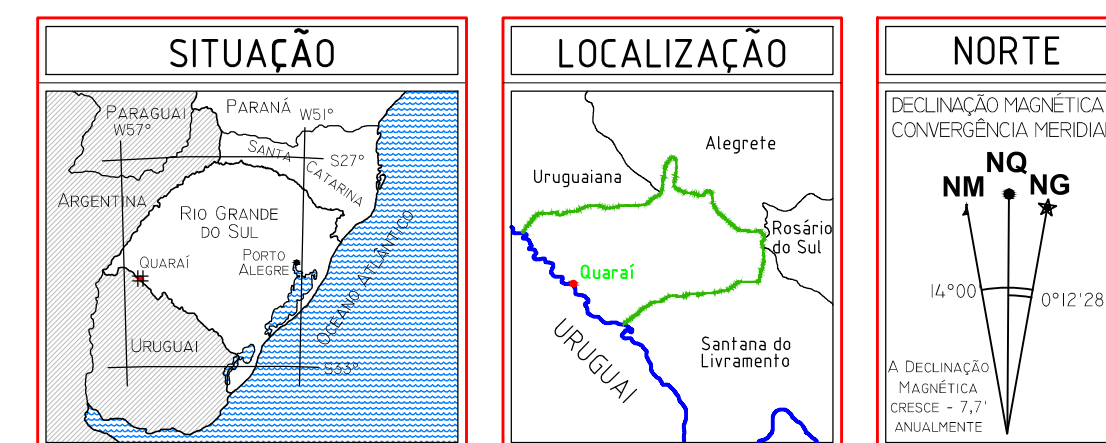 SITUAÇÃO
PARAGUAI
W57°
PARANÁ
W51°
SANTA
CATARINA
S27°
ARGENTINA
RIO GRANDE
DO SUL
QUARAÍ
PORTO
ALEGRE
OCEANO ATLÂNTICO
URUGUAI
S33°
LOCALIZAÇÃO
Alegrete
Uruguaiana
Rosário
do Sul
Quaraí
URUGUAI
Santana do
Livramento
NORTE
DECLINAÇÃO MAGNÉTICA
CONVERGÊNCIA MERIDIA
NQ
NM
NG
14°00
0°12'28
A DECLINAÇÃO
MAGNÉTICA
CRESCE - 7,7'
ANUALMENTE